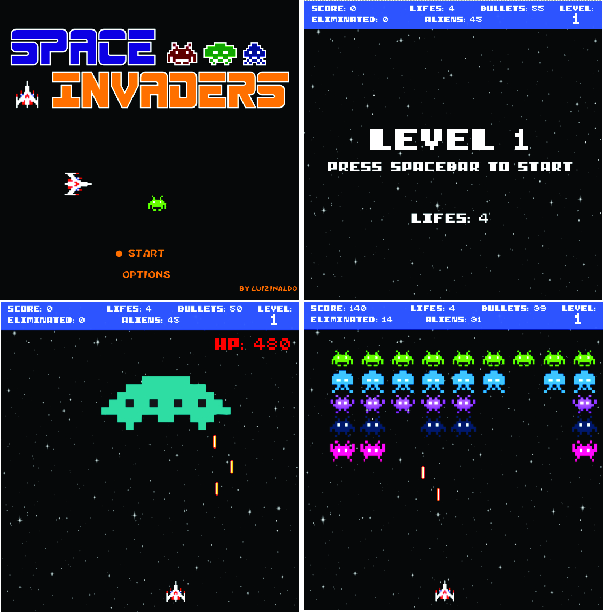 SPACE
INVADERS
START
OPTIONS
BY LUIZINALDO
SCORE: 0 LIFES: 4 BULLETS: 55 LEVEL:
ELIMINATED: 0 ALIENS: 45 1
LEVEL 1
PRESS SPACEBAR TO START
LIFES: 4
SCORE: 0 LIFES: 4 BULLETS: 50 LEVEL:
ELIMINATED: 0 ALIENS: 45 1
HP: 480
SCORE: 140 LIFES: 4 BULLETS: 39 LEVEL:
ELIMINATED: 14 ALIENS: 31 1